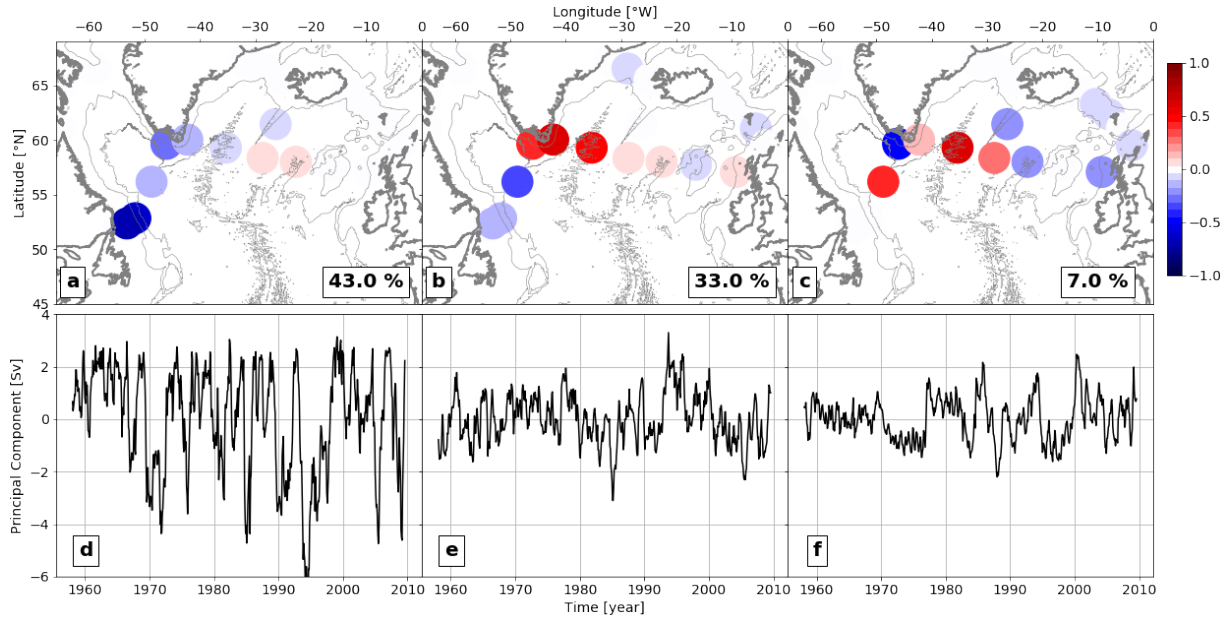 Longitude [°W]
−60 −50 −40 −30 −20 −10 0
−60 −50 −40 −30 −20 −10 0
−60 −50 −40 −30 −20 −10 0
Latitude [°N]
65
60
55
50
45
a
43.0 %
b
33.0 %
c
7.0 %
1.0
0.5
0.0
−0.5
−1.0
Principal Component [Sv]
4
2
0
−2
−4
−6
d
e
f
1960 1970 1980 1990 2000 2010
1960 1970 1980 1990 2000 2010
1960 1970 1980 1990 2000 2010
Time [year]